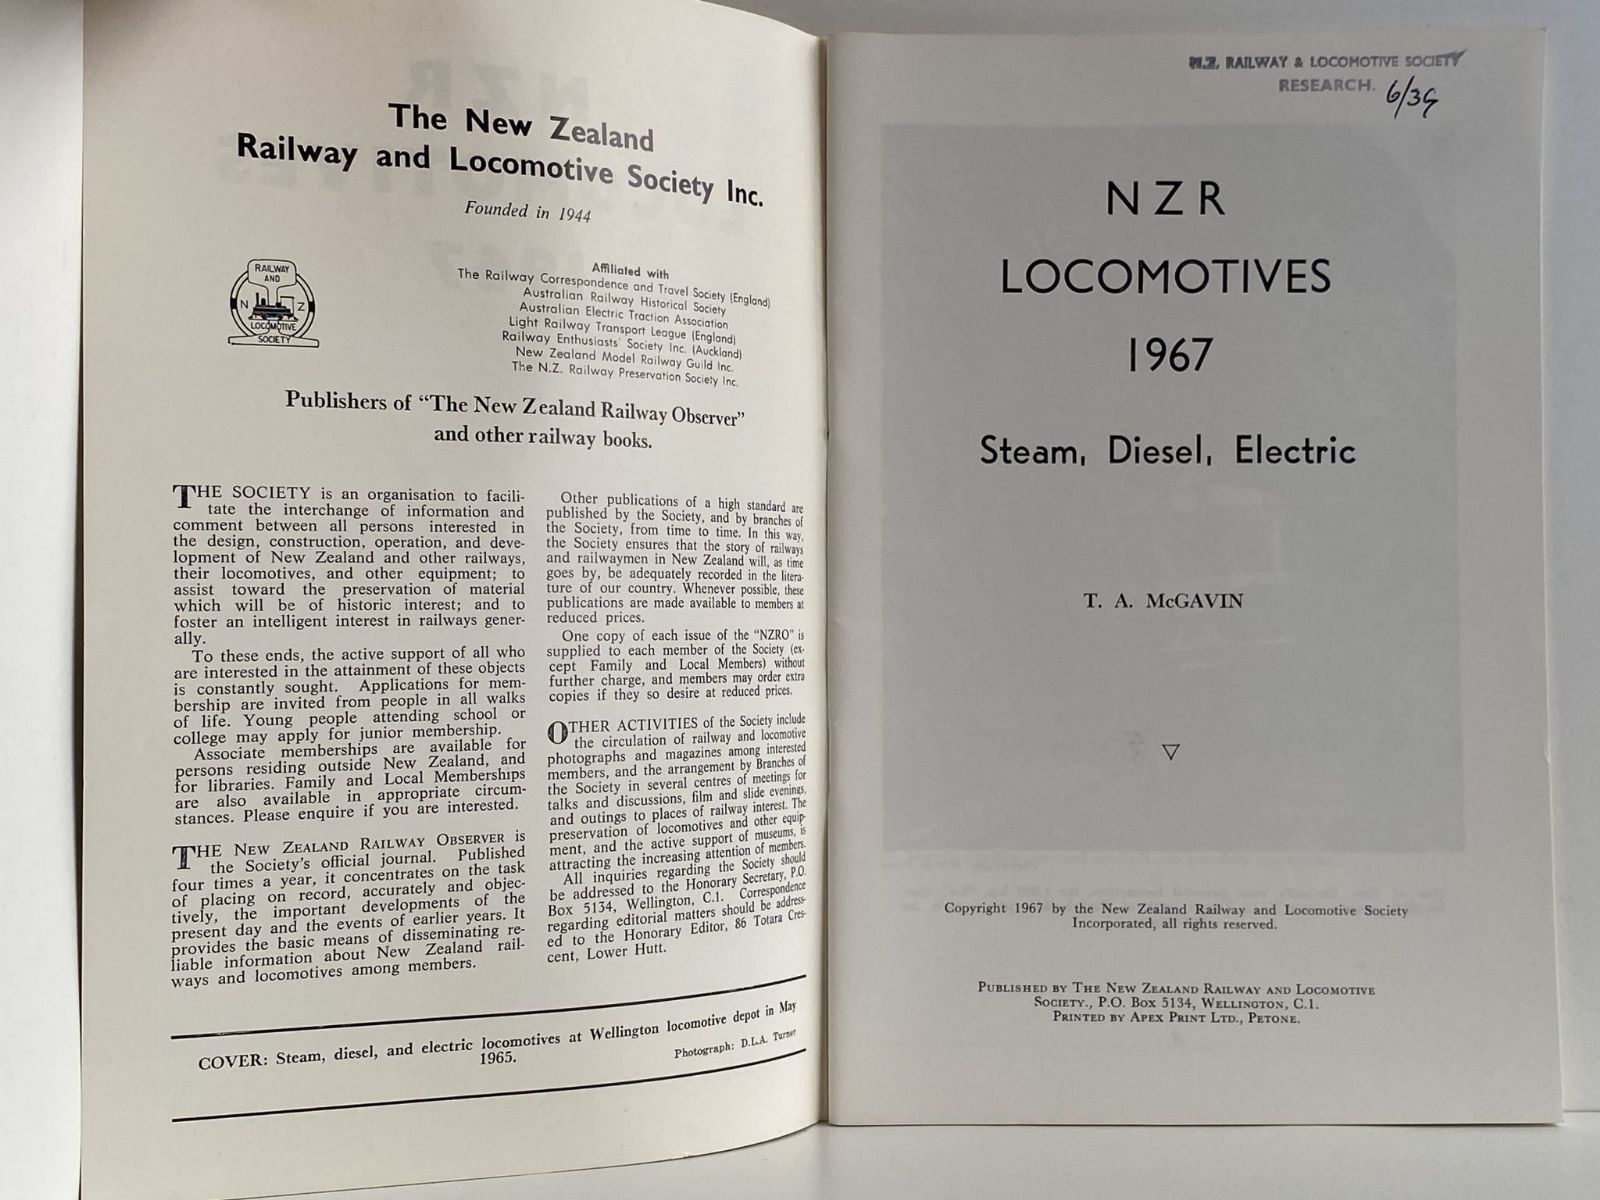 The New Zealand
Railway and Locomotive Society Inc.
Founded in 1944
RAILWAY
AND
N Z
LOCOMOTIVE
SOCIETY
Affiliated with
The Railway Correspondence and Travel Society (England)
Australian Railway Historical Society
Australian Electric Traction Association
Light Railway Transport League (England)
Railway Enthusiasts' Society Inc. (Auckland)
New Zealand Model Railway Guild Inc.
The N.Z. Railway Preservation Society Inc.
Publishers of “The New Zealand Railway Observer”
and other railway books.
THE SOCIETY is an organisation to facili-
tate the interchange of information and
comment between all persons interested in
the design, construction, operation, and deve-
lopment of New Zealand and other railways,
their locomotives, and other equipment; to
assist toward the preservation of material
which will be of historic interest; and to
foster an intelligent interest in railways gener-
ally.
To these ends, the active support of all who
are interested in the attainment of these objects
is constantly sought. Applications for mem-
bership are invited from people in all walks
of life. Young people attending school or
college may apply for junior membership.
Associate memberships are available for
persons residing outside New Zealand, and
for libraries. Family and Local Memberships
are also available in appropriate circum-
stances. Please enquire if you are interested.
THE NEW ZEALAND RAILWAY OBSERVER is
the Society's official journal. Published
four times a year, it concentrates on the task
of placing on record, accurately and objec-
tively, the important developments of the
present day and the events of earlier years. It
provides the basic means of disseminating re-
liable information about New Zealand rail-
ways and locomotives among members.
Other publications of a high standard are
published by the Society, and by branches of
the Society, from time to time. In this way,
the Society ensures that the story of railways
and railwaymen in New Zealand will, as time
goes by, be adequately recorded in the litera-
ture of our country. Whenever possible, these
publications are made available to members at
reduced prices.
One copy of each issue of the “NZRO” is
supplied to each member of the Society (ex-
cept Family and Local Members) without
further charge, and members may order extra
copies if they so desire at reduced prices.
OTHER ACTIVITIES of the Society include
the circulation of railway and locomotive
photographs and magazines among interested
members, and the arrangement by Branches of
the Society in several centres of meetings for
talks and discussions, film and slide evenings,
and outings to places of railway interest. The
preservation of locomotives and other equip-
ment, and the active support of museums, is
attracting the increasing attention of members.
All inquiries regarding the Society should
be addressed to the Honorary Secretary, P.O.
Box 5134, Wellington, C.1. Correspondence
regarding editorial matters should be address-
ed to the Honorary Editor, 86 Totara Cres-
cent, Lower Hutt.
COVER: Steam, diesel, and electric locomotives at Wellington locomotive depot in May
1965.
Photograph: D.L.A. Turner
N.Z. RAILWAY & LOCOMOTIVE SOCIETY
RESEARCH. 6/39
NZR
LOCOMOTIVES
1967
Steam, Diesel, Electric
T. A. McGAVIN
Copyright 1967 by the New Zealand Railway and Locomotive Society
Incorporated, all rights reserved.
PUBLISHED BY THE NEW ZEALAND RAILWAY AND LOCOMOTIVE
SOCIETY., P.O. BOX 5134, WELLINGTON, C.1.
PRINTED BY APEX PRINT LTD., PETONE.